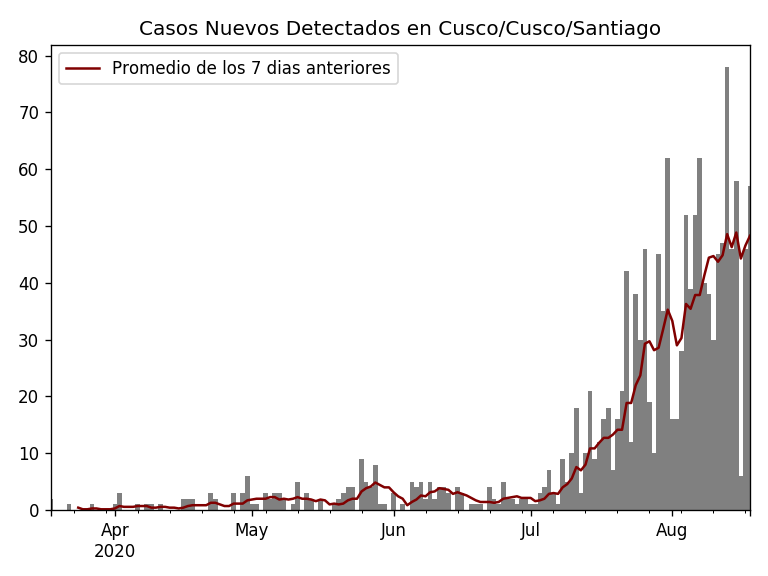 Casos Nuevos Detectados en Cusco/Cusco/Santiago
Promedio de los 7 dias anteriores
80
70
60
50
40
30
20
10
0
Apr
2020
May
Jun
Jul
Aug